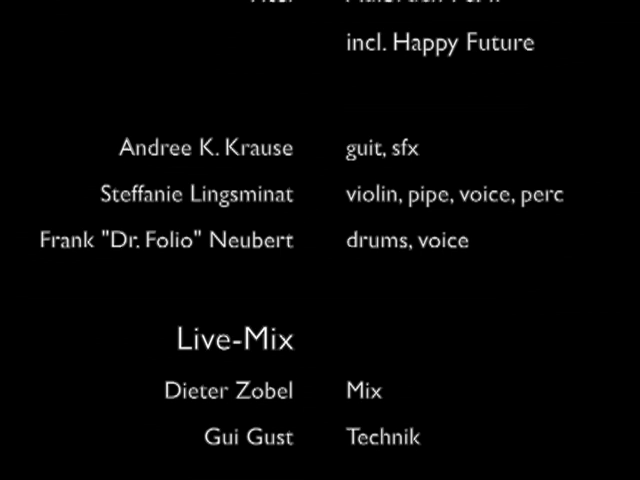 incl. Happy Future
Andree K. Krause guit, sfx
Steffanie Lingsminat violin, pipe, voice, perc
Frank "Dr. Folio" Neubert drums, voice
Live-Mix
Dieter Zobel Mix
Gui Gust Technik